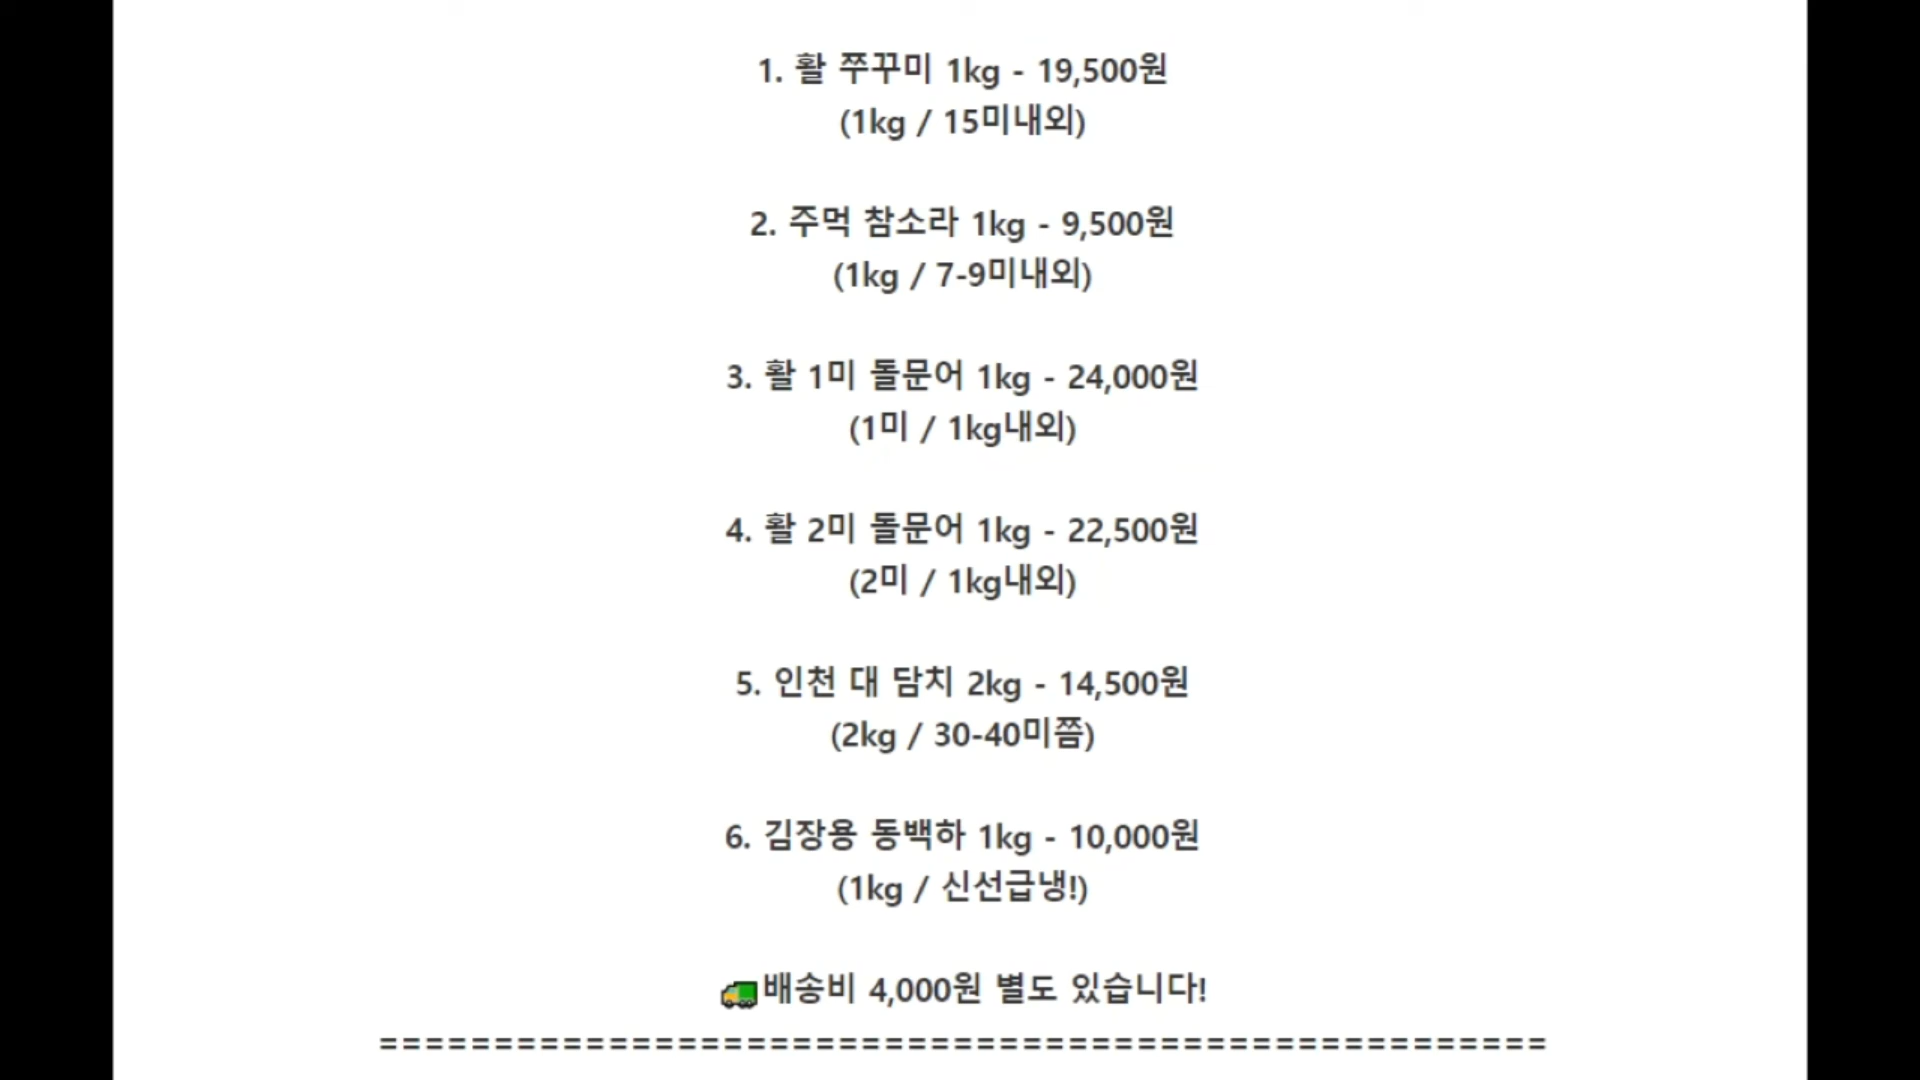 1. 활 쭈꾸미 1kg - 19,500원
(1kg / 15미내외)
2. 주먹 참소라 1kg - 9,500원
(1kg / 7-9미내외)
3. 활 1미 돌문어 1kg - 24,000원
(1미 / 1kg내외)
4. 활 2미 돌문어 1kg - 22,500원
(2미 / 1kg내외)
5. 인천 대 담치 2kg - 14,500원
(2kg / 30-40미쯤)
6. 김장용 동백하 1kg - 10,000원
(1kg / 신선급냉!)
🚛배송비 4,000원 별도 있습니다!
===================================================